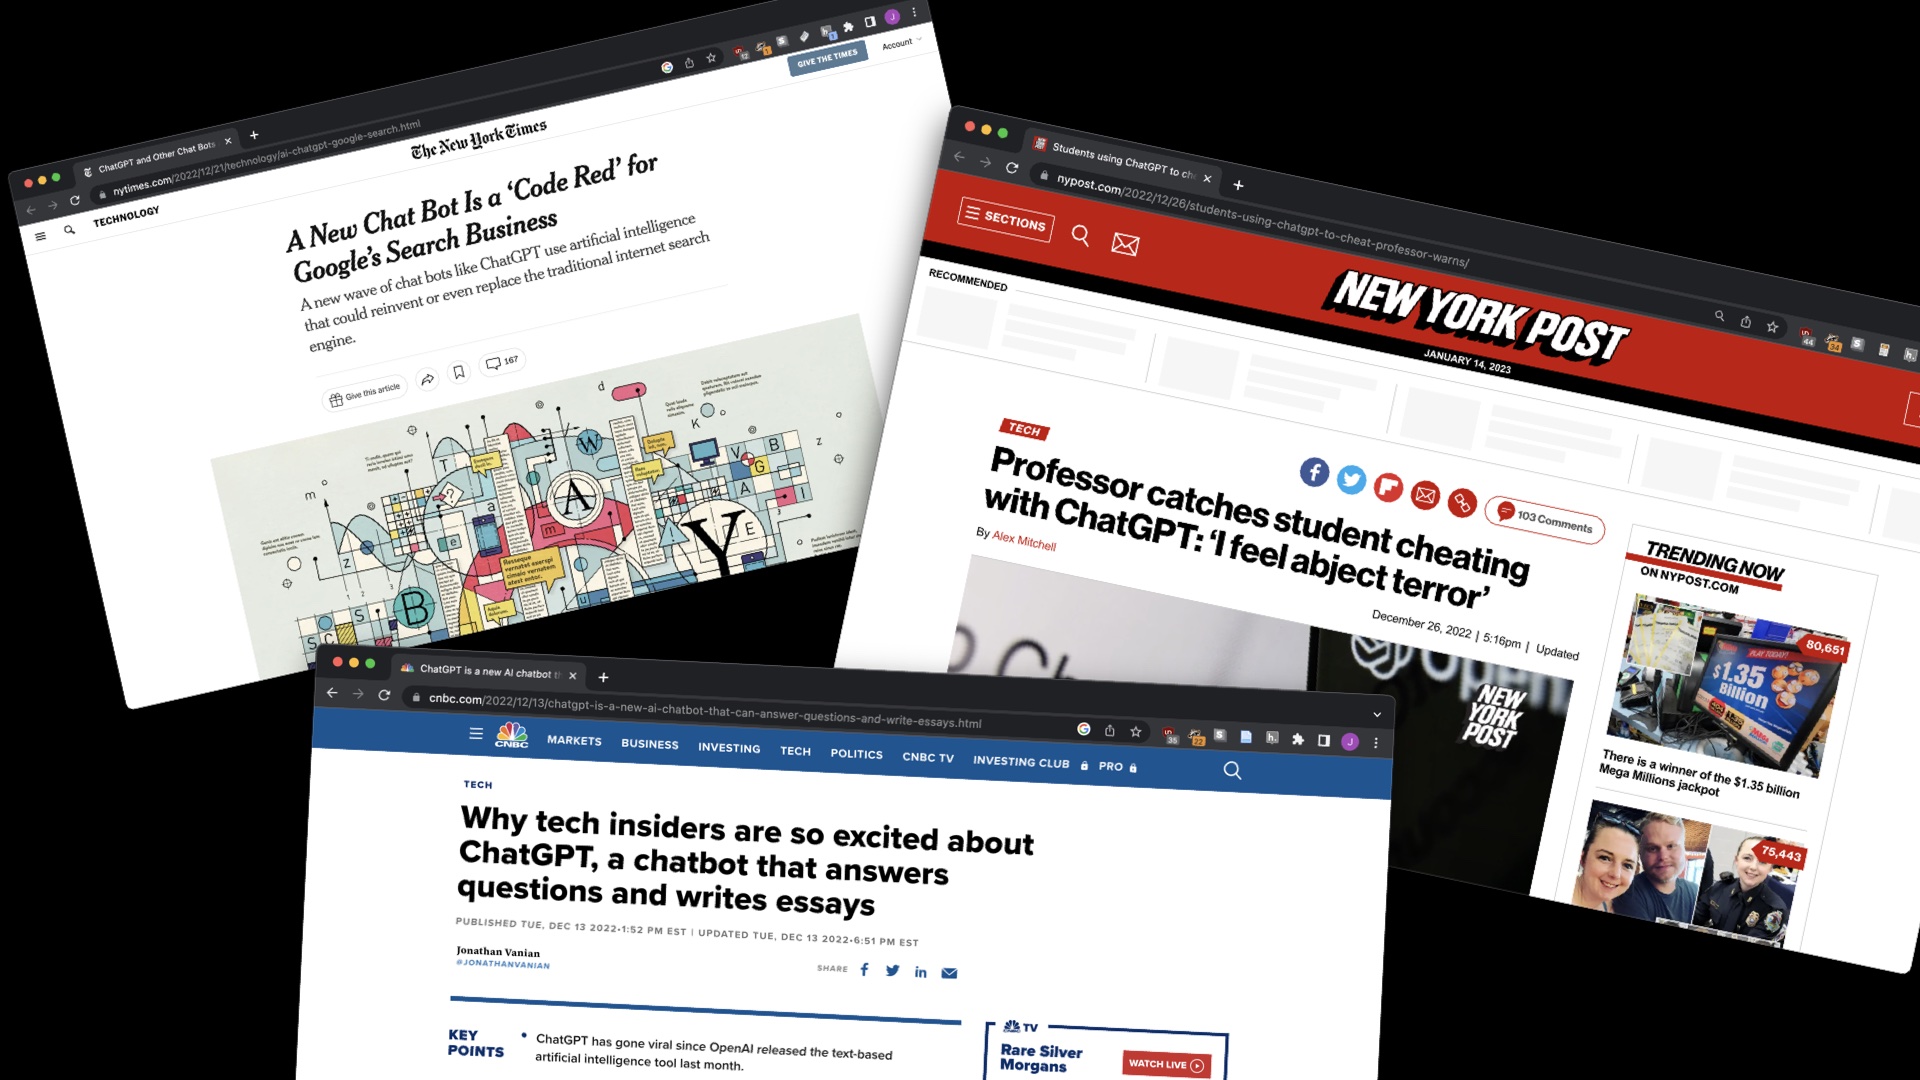 ChatGPT and Other Chat Bots
nytimes.com/2022/12/21/technology/ai-chatgpt-google-search.html
TECHNOLOGY
The New York Times
GIVE THE TIMES
Account
A New Chat Bot Is a ‘Code Red’ for
Google’s Search Business
A new wave of chat bots like ChatGPT use artificial intelligence
that could reinvent or even replace the traditional internet search
engine.
Give this article
167
Students using ChatGPT to ch
nypost.com/2022/12/26/students-using-chatgpt-to-cheat-professor-warns/
SECTIONS
NEW YORK POST
JANUARY 14, 2023
RECOMMENDED
TECH
Professor catches student cheating
with ChatGPT: ‘I feel abject terror’
By Alex Mitchell
103 Comments
December 26, 2022 | 5:16pm | Updated
NEW
YORK
POST
TRENDING NOW
ON NYPOST.COM
80,651
PLAY TODAY!
$1.35
Billion
There is a winner of the $1.35 billion
Mega Millions jackpot
75,443
ChatGPT is a new AI chatbot t
cnbc.com/2022/12/13/chatgpt-is-a-new-ai-chatbot-that-can-answer-questions-and-write-essays.html
CNBC
MARKETS BUSINESS INVESTING TECH POLITICS CNBC TV INVESTING CLUB PRO
TECH
Why tech insiders are so excited about
ChatGPT, a chatbot that answers
questions and writes essays
PUBLISHED TUE, DEC 13 2022•1:52 PM EST | UPDATED TUE, DEC 13 2022•6:51 PM EST
Jonathan Vanian
@JONATHANVANIAN
SHARE
KEY
POINTS
• ChatGPT has gone viral since OpenAI released the text-based
artificial intelligence tool last month.
CNBC TV
Rare Silver
Morgans
WATCH LIVE